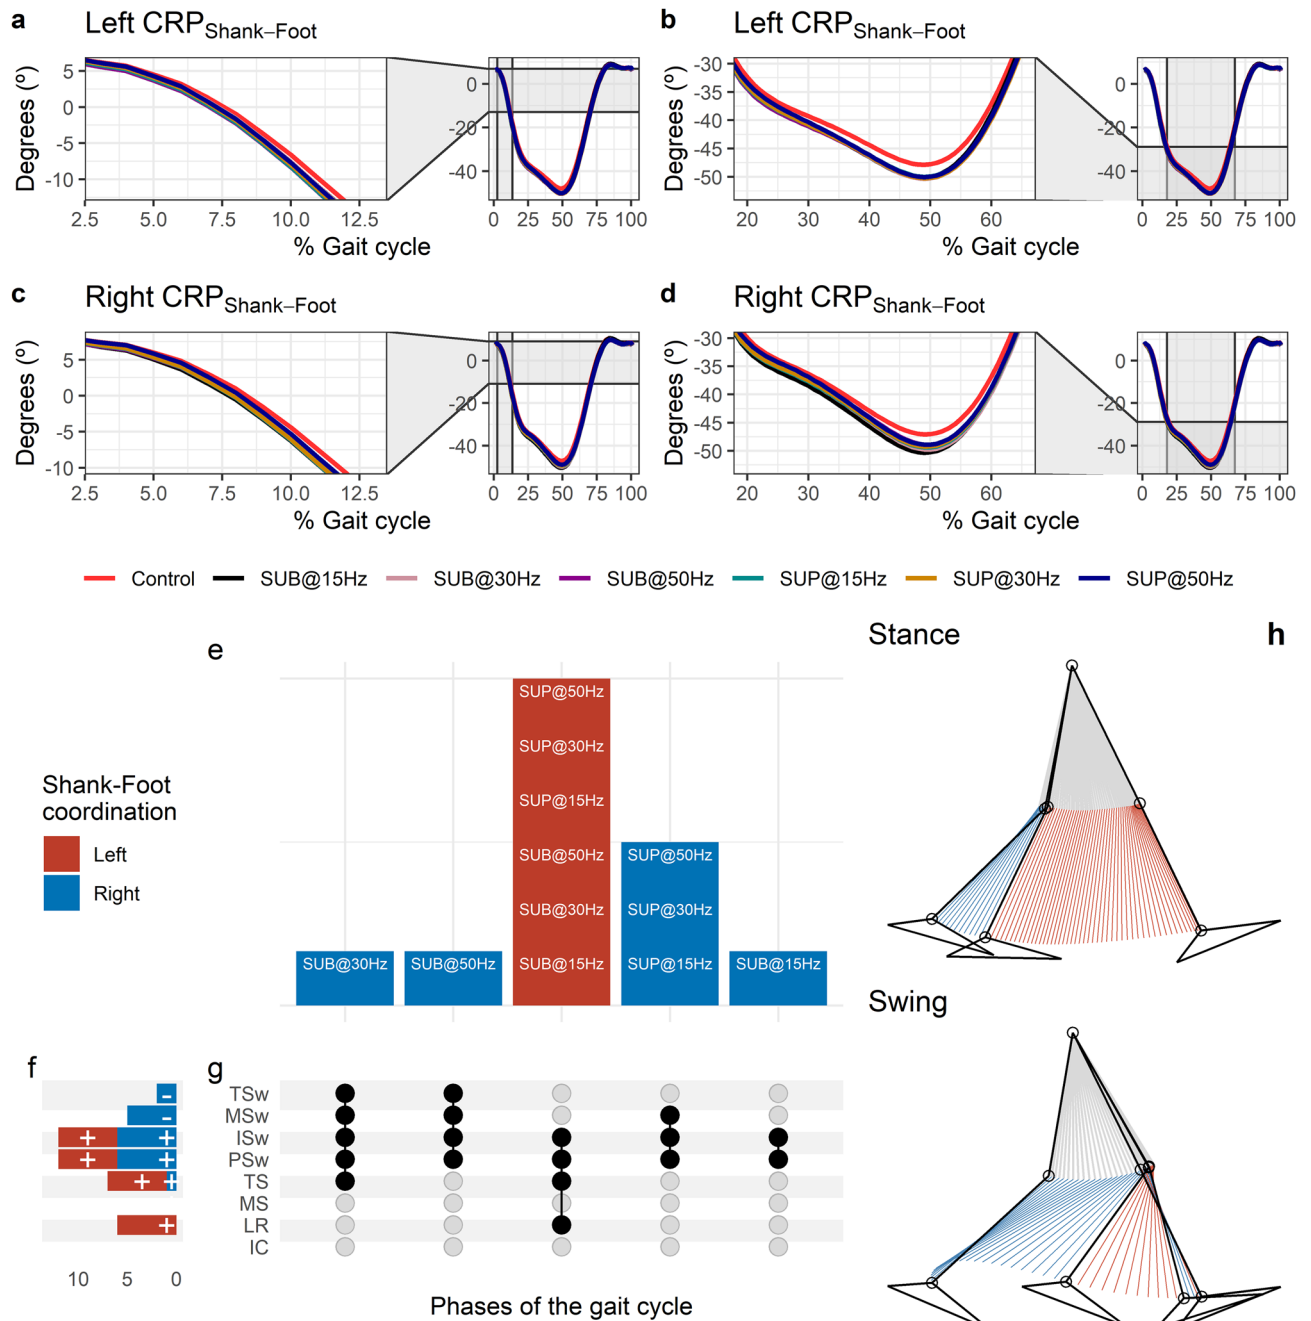 a Left CRP Shank–Foot
Degrees (º)
5
0
-5
-10
2.5 5.0 7.5 10.0 12.5
% Gait cycle
0
-20
-40
0 25 50 75 100
b Left CRP Shank–Foot
Degrees (º)
-30
-35
-40
-45
-50
20 30 40 50 60
% Gait cycle
0
-20
-40
0 25 50 75 100
c Right CRP Shank–Foot
Degrees (º)
5
0
-5
-10
2.5 5.0 7.5 10.0 12.5
% Gait cycle
0
-20
-40
0 25 50 75 100
d Right CRP Shank–Foot
Degrees (º)
-30
-35
-40
-45
-50
20 30 40 50 60
% Gait cycle
0
-20
-40
0 25 50 75 100
Control SUB@15Hz SUB@30Hz SUB@50Hz SUP@15Hz SUP@30Hz SUP@50Hz
e
Shank-Foot
coordination
Left
Right
SUP@50Hz
SUP@30Hz
SUP@15Hz
SUB@50Hz SUP@50Hz
SUB@30Hz SUP@30Hz
SUB@30Hz SUB@50Hz SUB@15Hz SUP@15Hz SUB@15Hz
f
-
-
+ +
+ +
+ +
+
10 5 0
g
TSw
MSw
ISw
PSw
TS
MS
LR
IC
Phases of the gait cycle
h
Stance
Swing